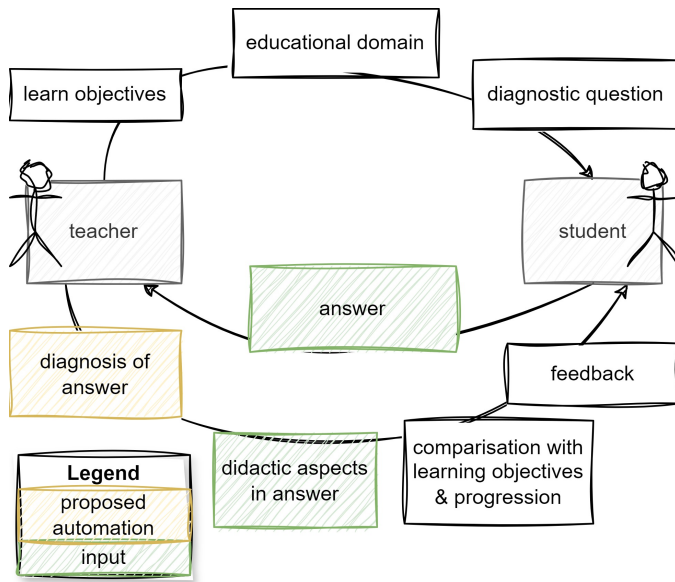 educational domain
learn objectives
diagnostic question
teacher
student
answer
diagnosis of
answer
feedback
didactic aspects
in answer
comparisation with
learning objectives
& progression
Legend
proposed
automation
input